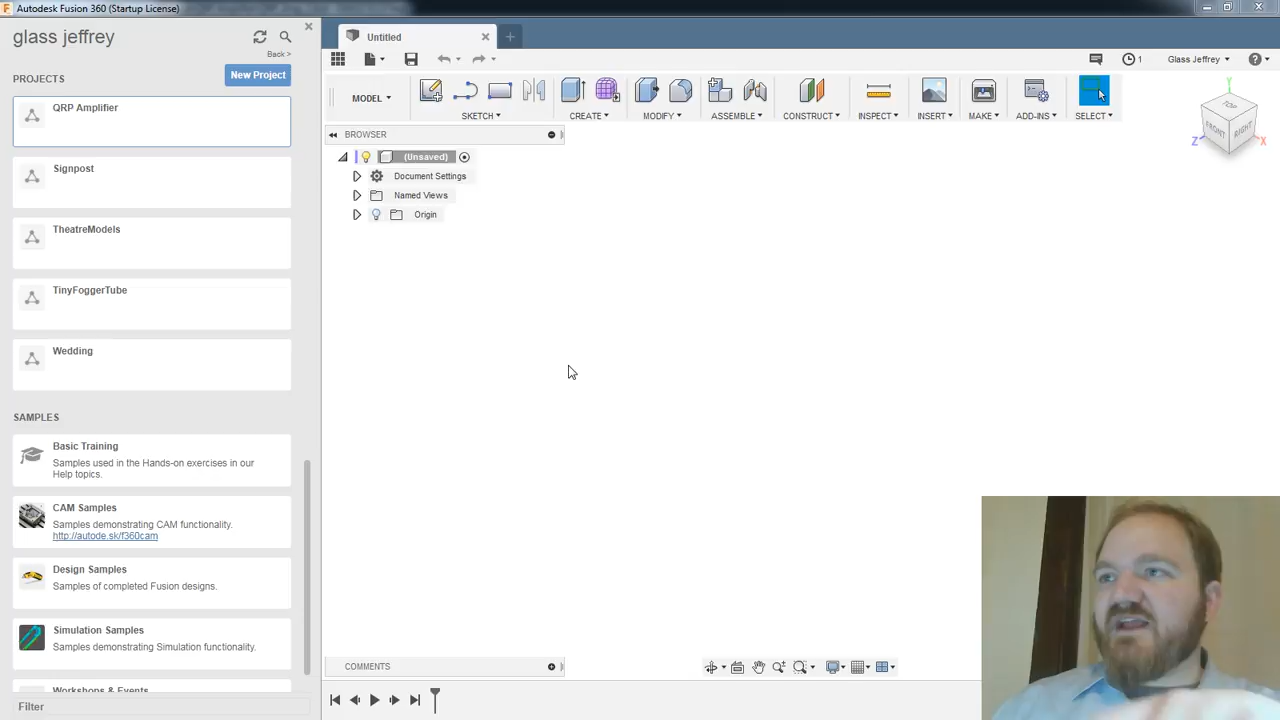 Autodesk Fusion 360 (Startup License)
glass jeffrey
Back >
PROJECTS
New Project
QRP Amplifier
Signpost
TheatreModels
TinyFoggerTube
Wedding
SAMPLES
Basic Training
Samples used in the Hands-on exercises in our
Help topics.
CAM Samples
Samples demonstrating CAM functionality.
http://autode.sk/f360cam
Design Samples
Samples of completed Fusion designs.
Simulation Samples
Samples demonstrating Simulation functionality.
Workshops & Events
Filter
Untitled
1
Glass Jeffrey
MODEL
SKETCH
CREATE
MODIFY
ASSEMBLE
CONSTRUCT
INSPECT
INSERT
MAKE
ADD-INS
SELECT
BROWSER
(Unsaved)
Document Settings
Named Views
Origin
Y
TOP
FRONT
RIGHT
Z
X
COMMENTS